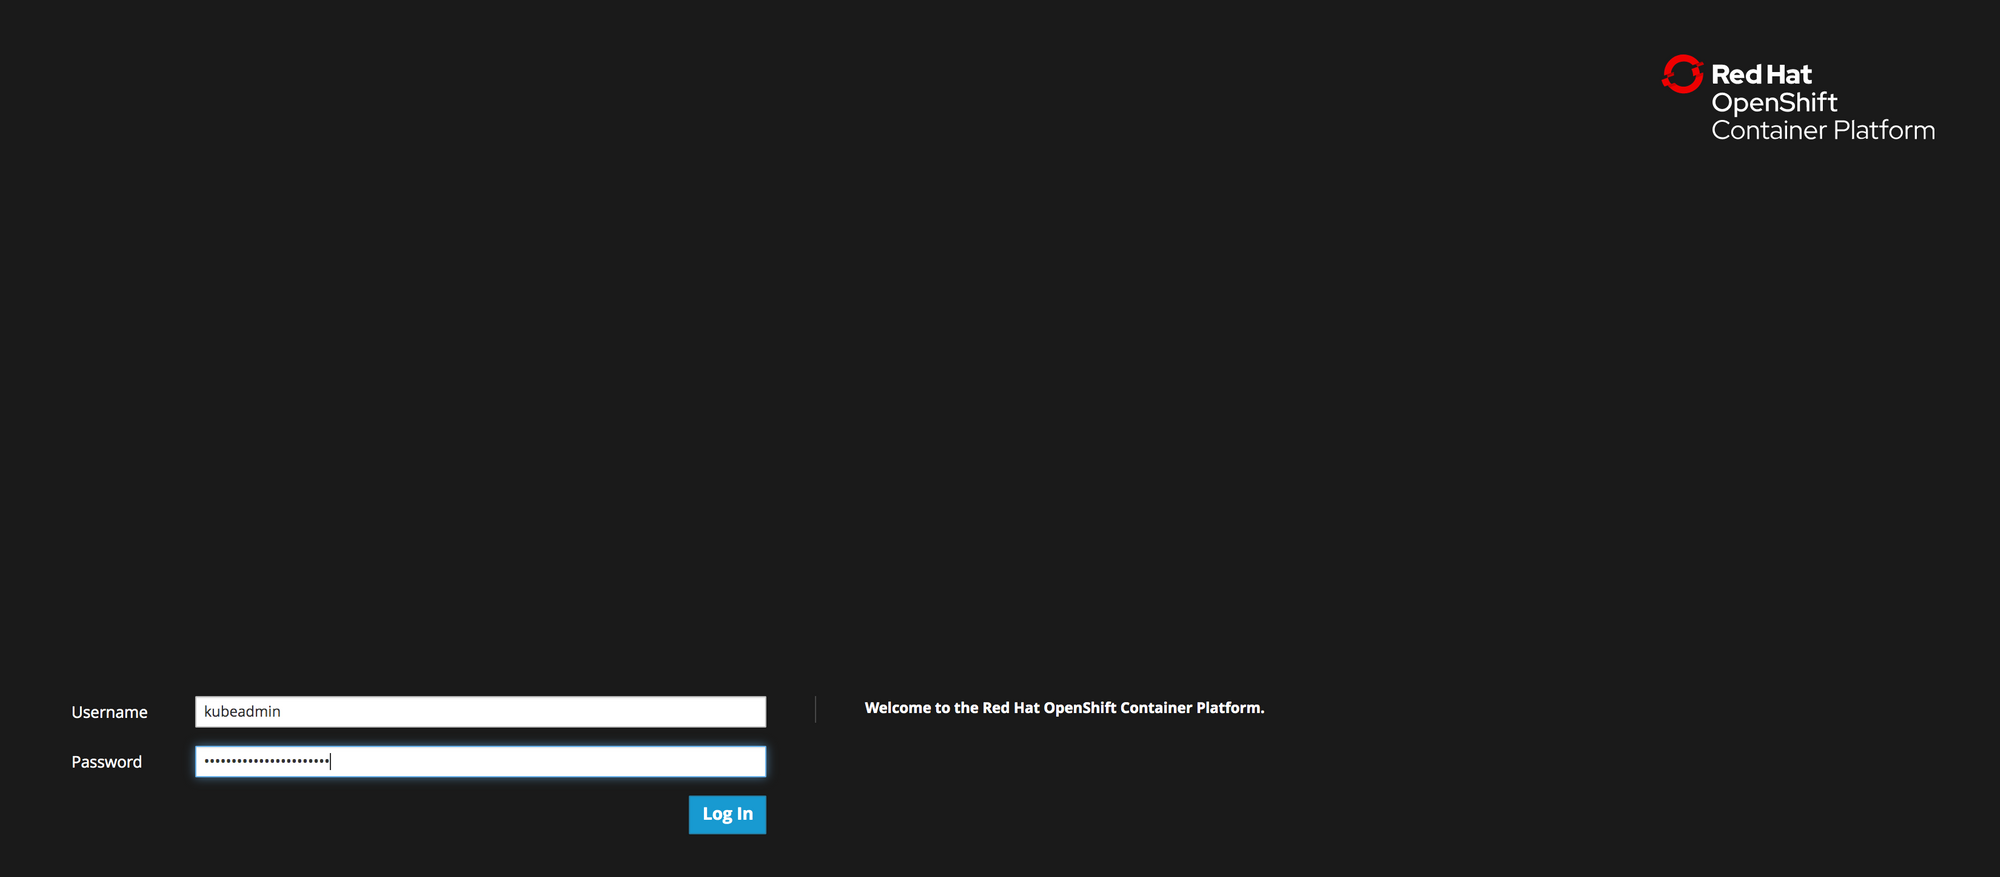 Red Hat
OpenShift
Container Platform
Username
kubeadmin
Password
•••••••••••••••••••••••
Log In
Welcome to the Red Hat OpenShift Container Platform.